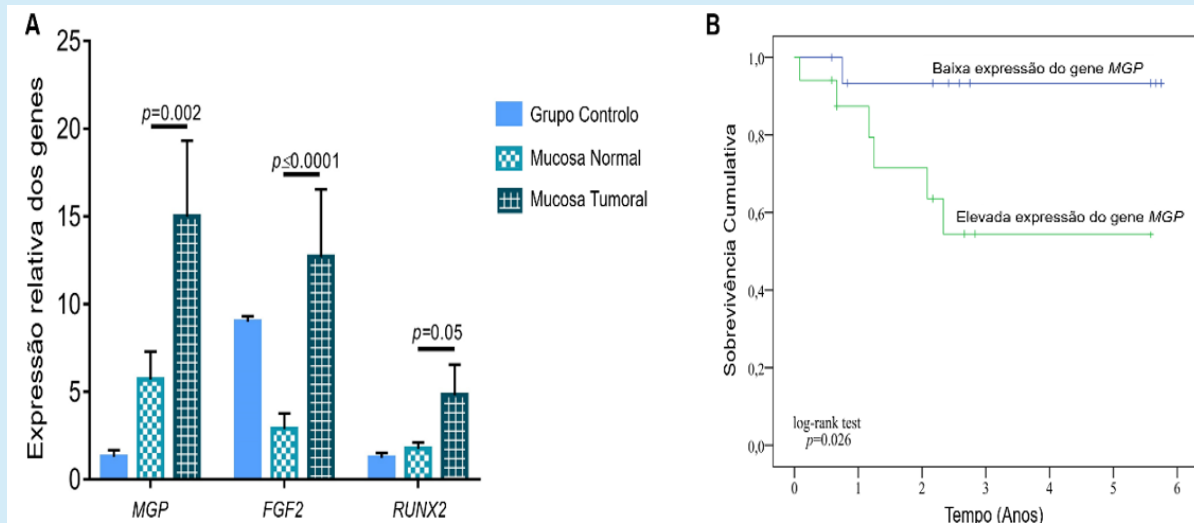 A
Expressão relativa dos genes
25
20
15
10
5
0
p=0.002
p≤0.0001
p=0.05
MGP
FGF2
RUNX2
Grupo Controlo
Mucosa Normal
Mucosa Tumoral
B
Sobrevivência Cumulativa
1,0
0,8
0,6
0,4
0,2
0,0
Baixa expressão do gene MGP
Elevada expressão do gene MGP
log-rank test
p=0.026
0 1 2 3 4 5 6
Tempo (Anos)